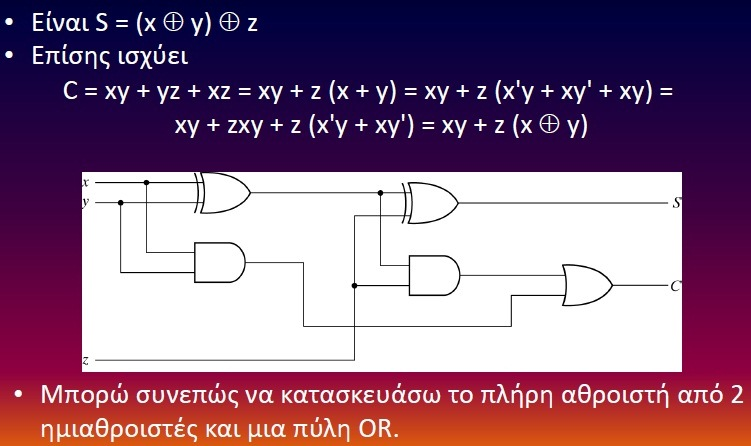 • Είναι S = (x ⊕ y) ⊕ z
• Επίσης ισχύει
C = xy + yz + xz = xy + z (x + y) = xy + z (x'y + xy' + xy) =
xy + zxy + z (x'y + xy') = xy + z (x ⊕ y)
x
y
S
C
z
• Μπορώ συνεπώς να κατασκευάσω το πλήρη αθροιστή από 2
ημιαθροιστές και μια πύλη OR.